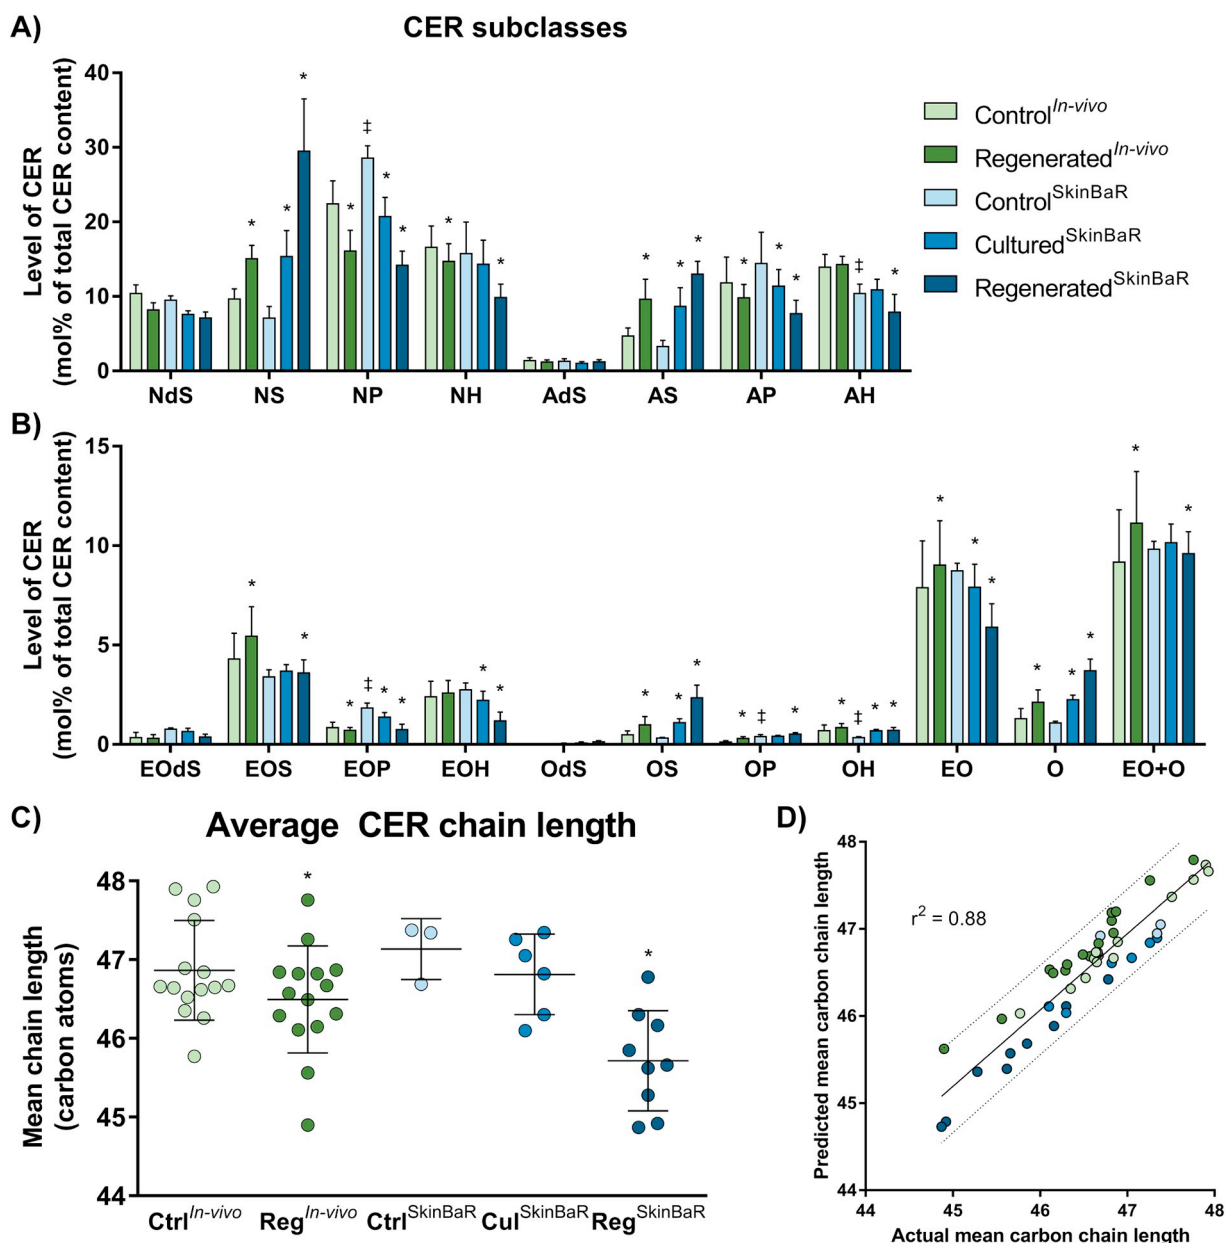 A)
CER subclasses
Level of CER
(mol% of total CER content)
40
30
20
10
0
* * * ‡ * * * * * * * * * * * * ‡ *
NdS NS NP NH AdS AS AP AH
Control In-vivo
Regenerated In-vivo
Control SkinBaR
Cultured SkinBaR
Regenerated SkinBaR
B)
Level of CER
(mol% of total CER content)
15
10
5
0
* * * ‡ * * * * * * * * ‡ * * ‡ * * * * * * * * * *
EOdS EOS EOP EOH OdS OS OP OH EO O EO+O
C)
Average CER chain length
Mean chain length
(carbon atoms)
48
47
46
45
44
* *
Ctrl In-vivo Reg In-vivo Ctrl SkinBaR Cul SkinBaR Reg SkinBaR
D)
Predicted mean carbon chain length
48
47
46
45
44
r2 = 0.88
44 45 46 47 48
Actual mean carbon chain length